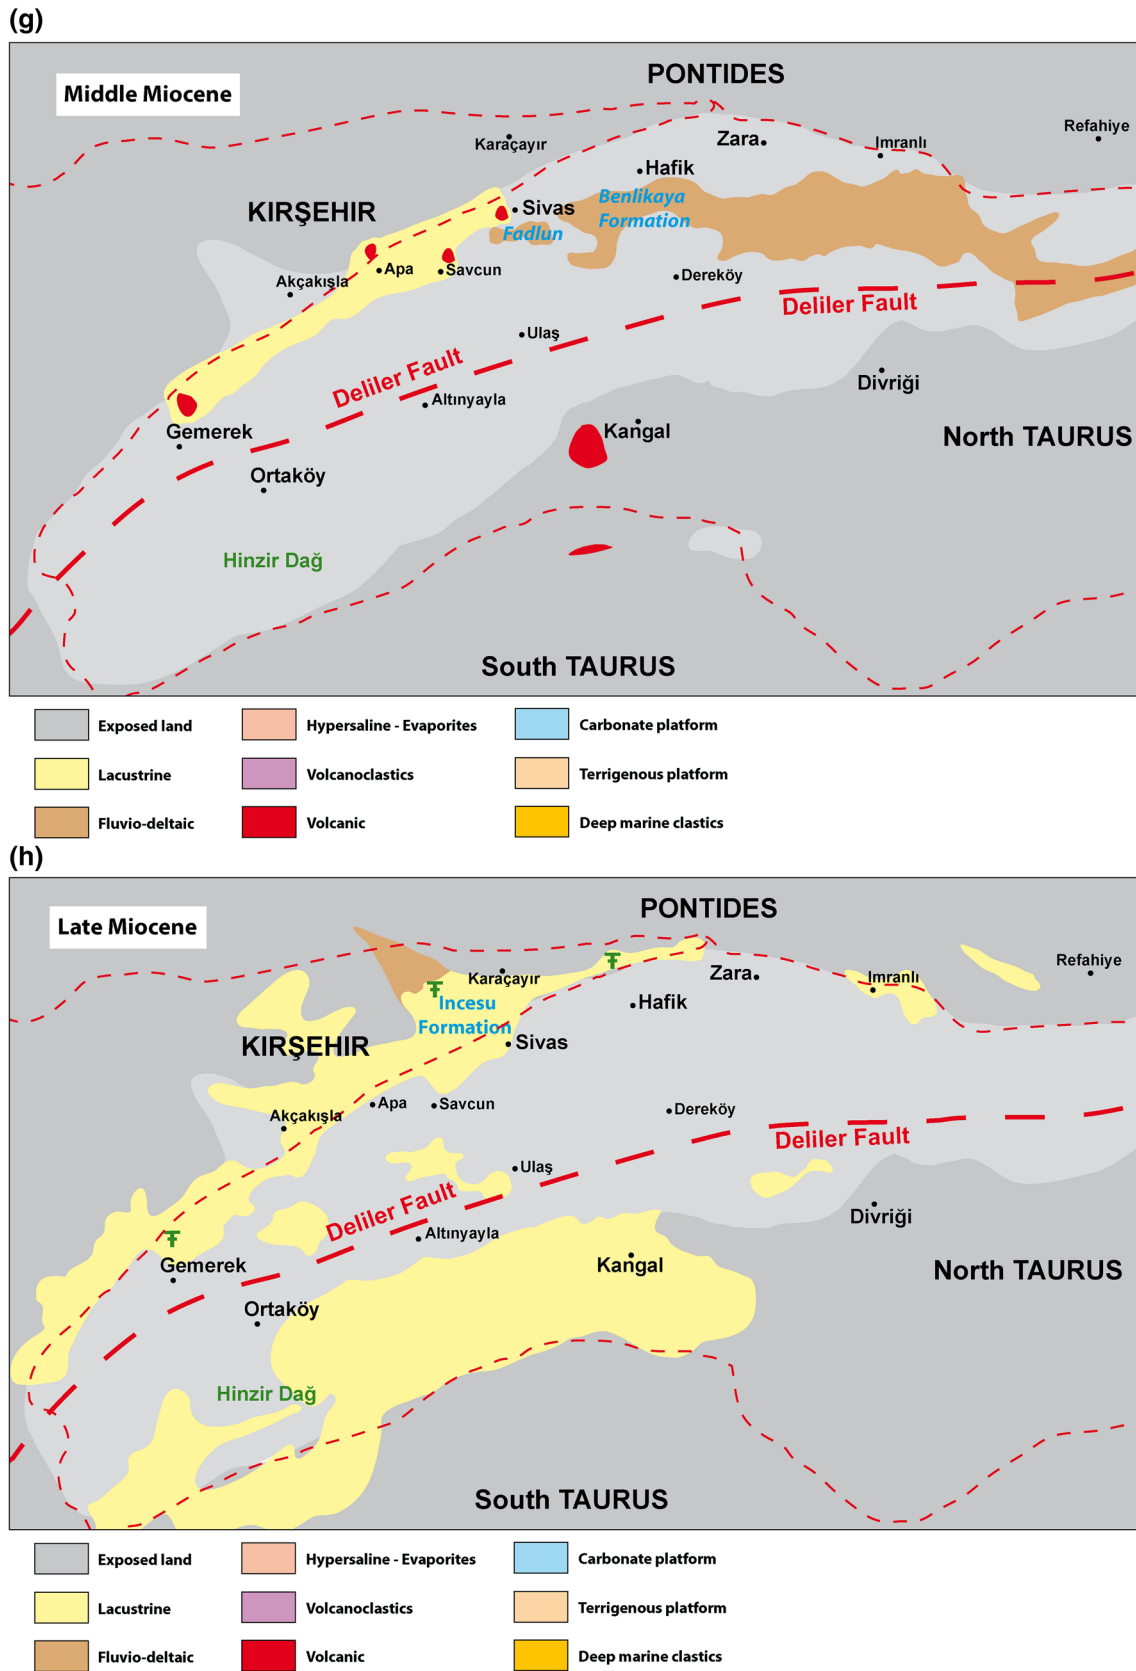 (g)
Middle Miocene
PONTIDES
Refahiye
Karaçayır
Zara
Imranlı
Hafik
KIRŞEHIR
Sivas
Benlikaya
Formation
Fadlun
Akçakışla
Apa
Savcun
Dereköy
Deliler Fault
Ulaş
Deliler Fault
Divriği
Altınyayla
Gemerek
Kangal
North TAURUS
Ortaköy
Hinzir Dağ
South TAURUS
Exposed land
Hypersaline - Evaporites
Carbonate platform
Lacustrine
Volcanoclastics
Terrigenous platform
Fluvio-deltaic
Volcanic
Deep marine clastics
(h)
Late Miocene
PONTIDES
Refahiye
Karaçayır
Zara
Imranlı
Incesu
Formation
Hafik
KIRŞEHIR
Sivas
Akçakışla
Apa
Savcun
Dereköy
Deliler Fault
Ulaş
Deliler Fault
Divriği
Altınyayla
Gemerek
Kangal
North TAURUS
Ortaköy
Hinzir Dağ
South TAURUS
Exposed land
Hypersaline - Evaporites
Carbonate platform
Lacustrine
Volcanoclastics
Terrigenous platform
Fluvio-deltaic
Volcanic
Deep marine clastics